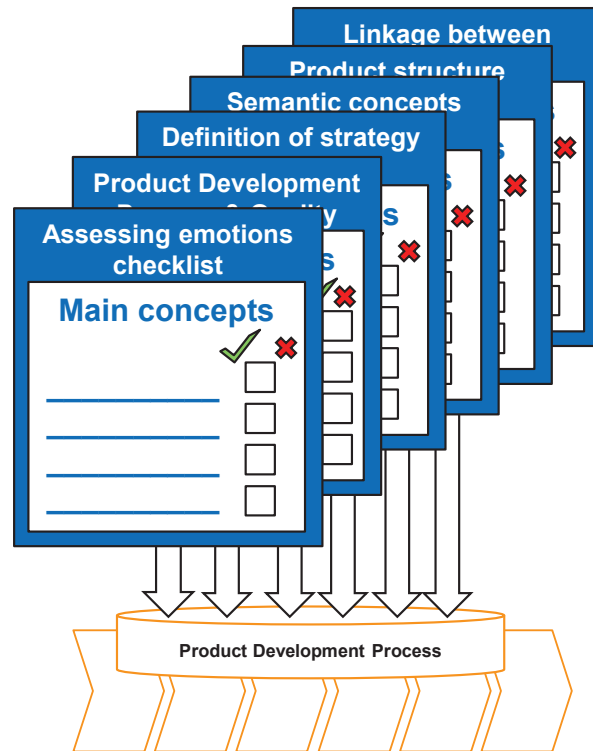 Linkage between
Product structure
Semantic concepts
Definition of strategy
Product Development
Assessing emotions
checklist
Main concepts
Product Development Process